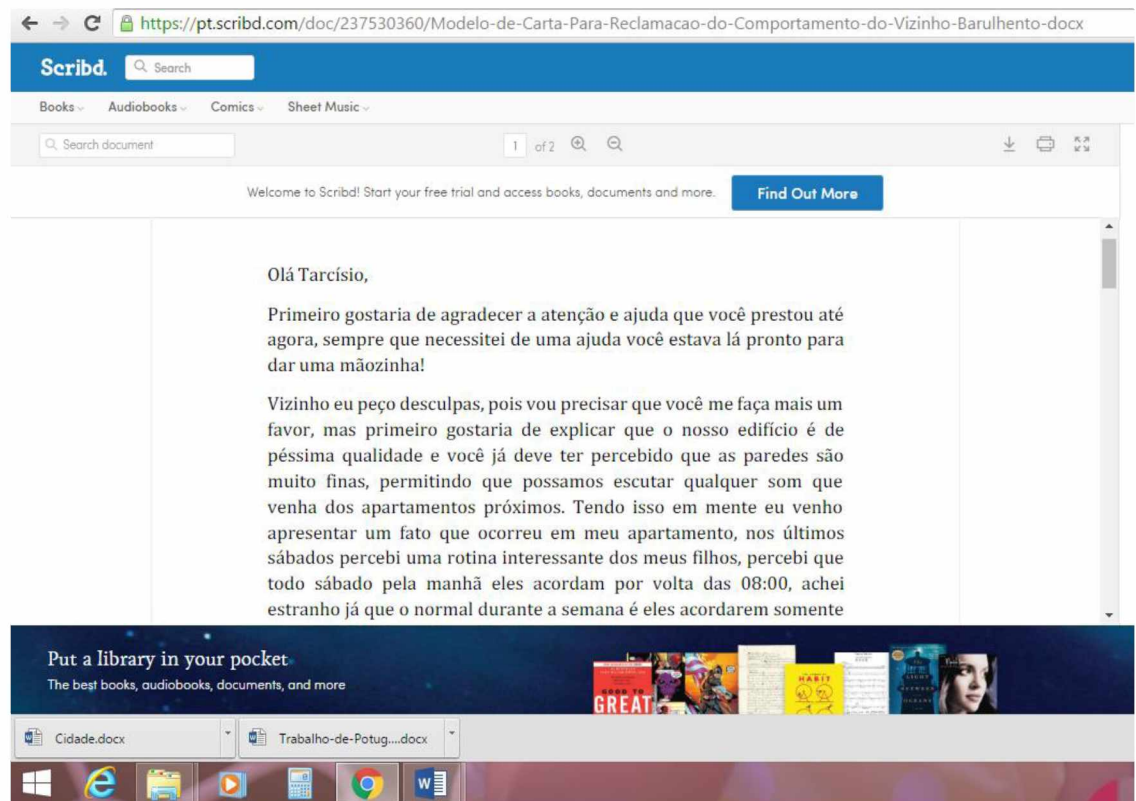 https://pt.scribd.com/doc/237530360/Modelo-de-Carta-Para-Reclamacao-do-Comportamento-do-Vizinho-Barulhento-docx
Scribd. Search
Books Audiobooks Comics Sheet Music
Search document 1 of 2
Welcome to Scribd! Start your free trial and access books, documents and more. Find Out More
Olá Tarcísio,
Primeiro gostaria de agradecer a atenção e ajuda que você prestou até
agora, sempre que necessitei de uma ajuda você estava lá pronto para
dar uma mãozinha!
Vizinho eu peço desculpas, pois vou precisar que você me faça mais um
favor, mas primeiro gostaria de explicar que o nosso edifício é de
péssima qualidade e você já deve ter percebido que as paredes são
muito finas, permitindo que possamos escutar qualquer som que
venha dos apartamentos próximos. Tendo isso em mente eu venho
apresentar um fato que ocorreu em meu apartamento, nos últimos
sábados percebi uma rotina interessante dos meus filhos, percebi que
todo sábado pela manhã eles acordam por volta das 08:00, achei
estranho já que o normal durante a semana é eles acordarem somente
Put a library in your pocket
The best books, audiobooks, documents, and more
GOOD TO
GREAT
HABIT
Cidade.docx Trabalho-de-Potug....docx